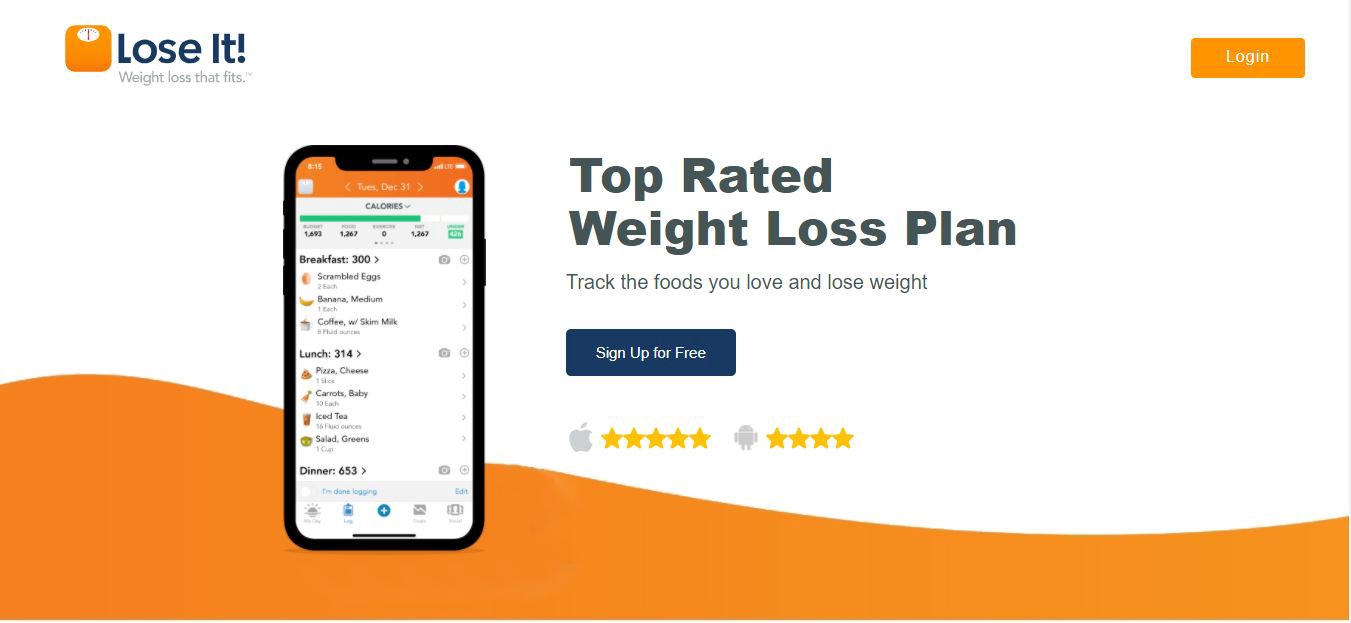 Lose It!
Weight loss that fits.™
Login
8:15
LTE
Tues, Dec 31
CALORIES
BUDGET FOOD EXERCISE NET UNDER
1,693 1,267 0 1,267 426
Breakfast: 300 >
Scrambled Eggs
2 Each
Banana, Medium
1 Each
Coffee, w/ Skim Milk
8 Fluid ounces
Lunch: 314 >
Pizza, Cheese
1 Slice
Carrots, Baby
10 Each
Iced Tea
16 Fluid ounces
Salad, Greens
1 Cup
Dinner: 653 >
I'm done logging Edit
My Day Log Goals Social
Top Rated
Weight Loss Plan
Track the foods you love and lose weight
Sign Up for Free